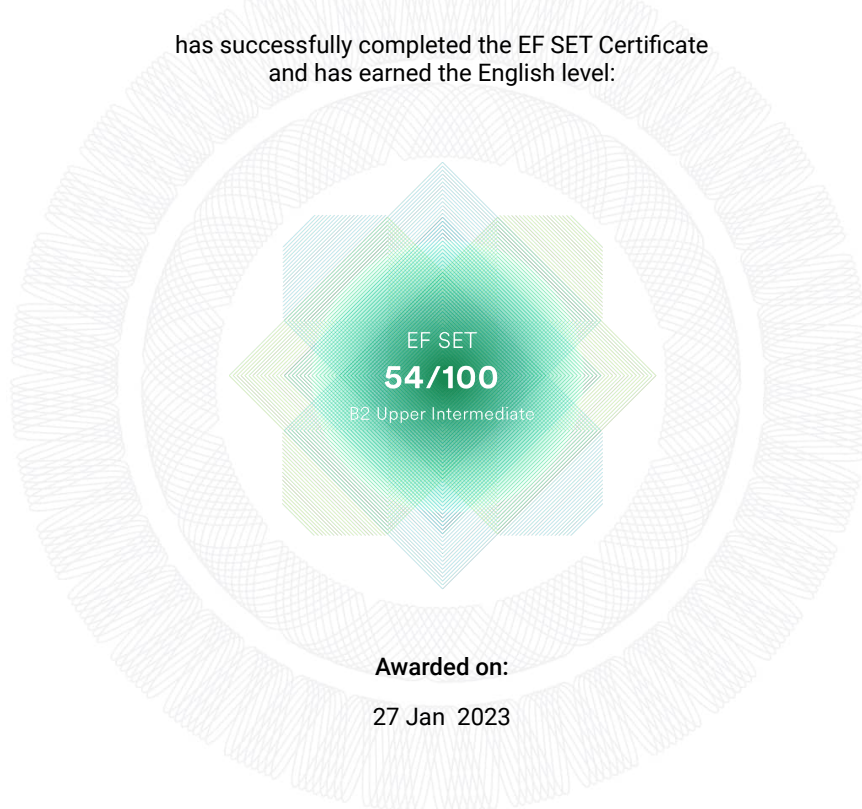 has successfully completed the EF SET Certificate
and has earned the English level:
EF SET
54/100
B2 Upper Intermediate
Awarded on:
27 Jan 2023